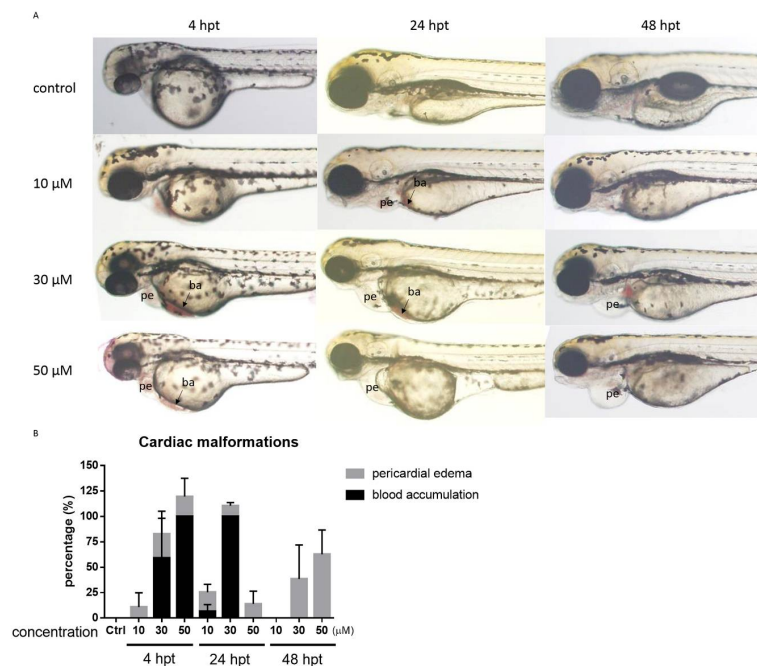 A
4 hpt 24 hpt 48 hpt
control
10 μM
pe ba
30 μM
pe ba pe ba pe
50 μM
pe ba pe pe
B
Cardiac malformations
pericardial edema
blood accumulation
percentage (%)
150
125
100
75
50
25
0
Ctrl 10 30 50 10 30 50 10 30 50 (μM)
concentration
4 hpt 24 hpt 48 hpt